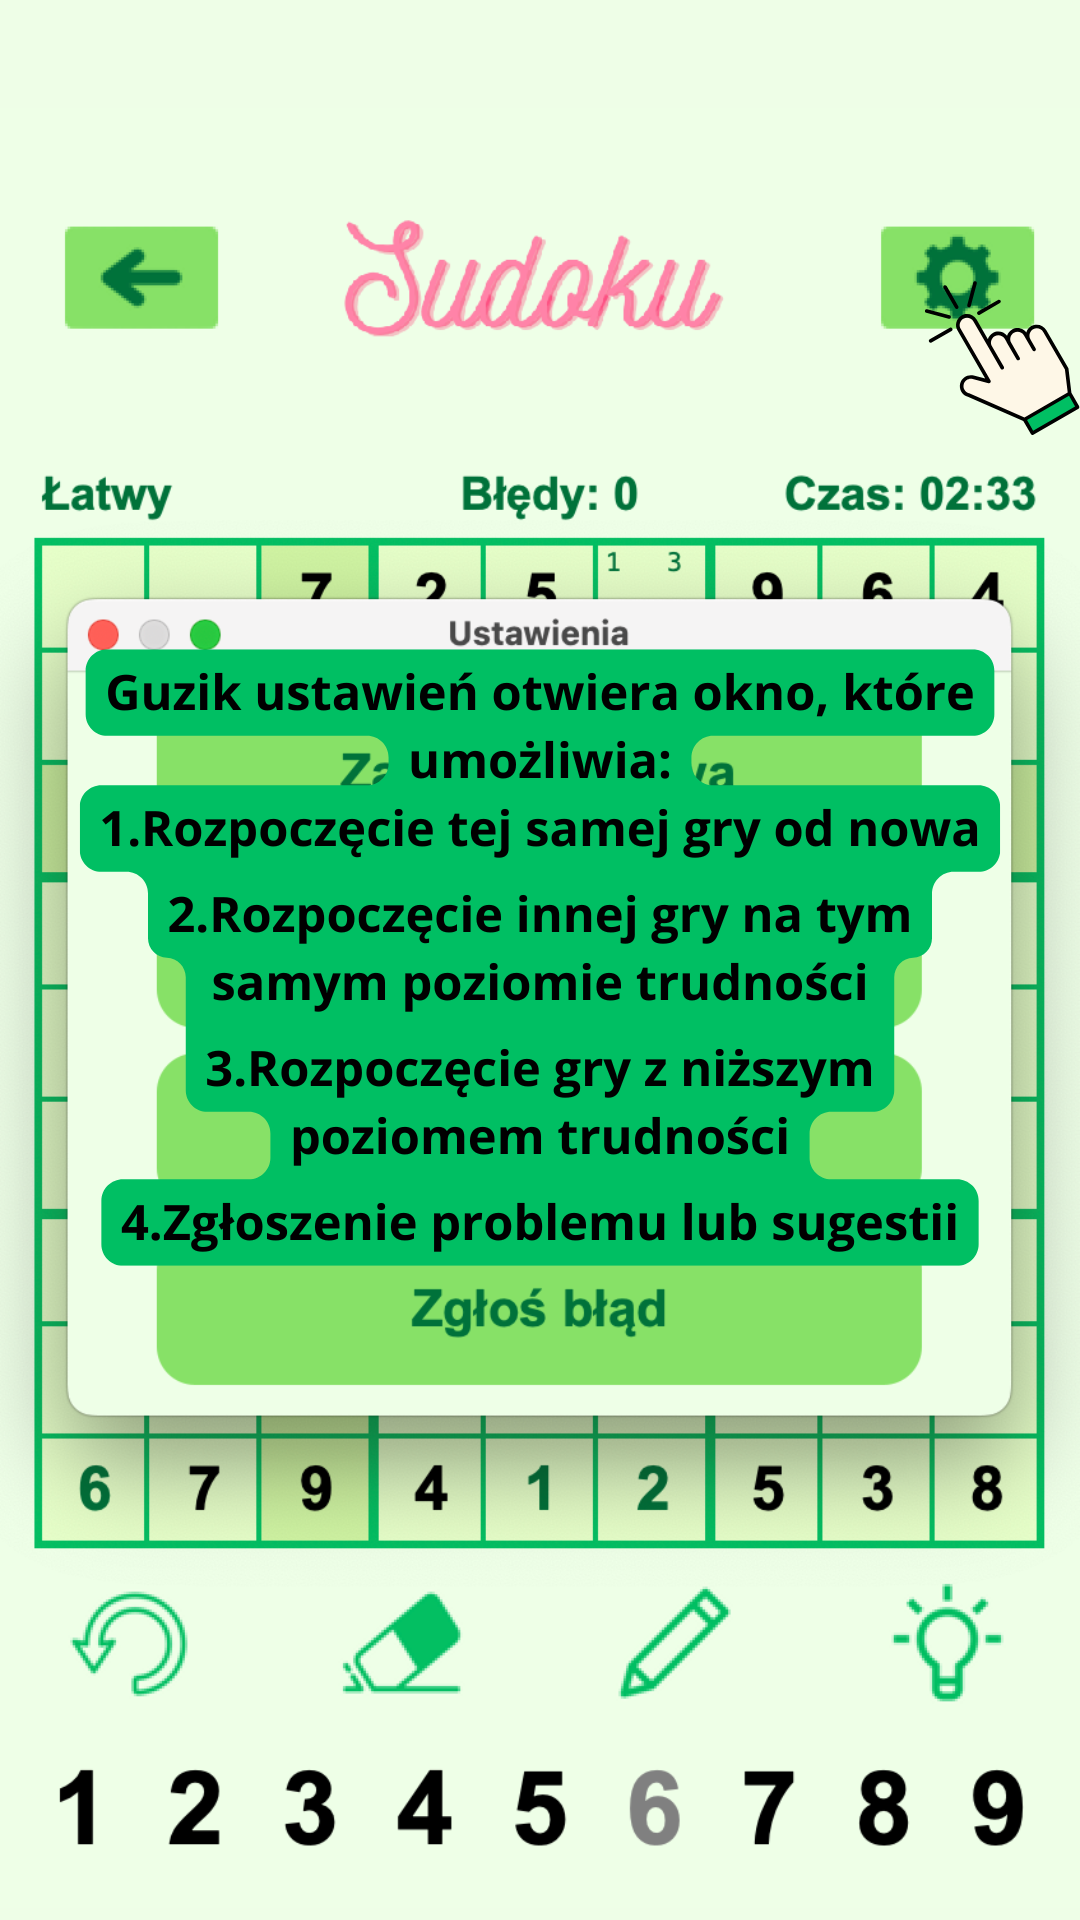 Sudoku
Łatwy Błędy: 0 Czas: 02:33
1 3
7 2 5 9 6 4
Ustawienia
Guzik ustawień otwiera okno, które
umożliwia:
1.Rozpoczęcie tej samej gry od nowa
2.Rozpoczęcie innej gry na tym
samym poziomie trudności
3.Rozpoczęcie gry z niższym
poziomem trudności
4.Zgłoszenie problemu lub sugestii
Zgłoś błąd
6 7 9 4 1 2 5 3 8
1 2 3 4 5 6 7 8 9